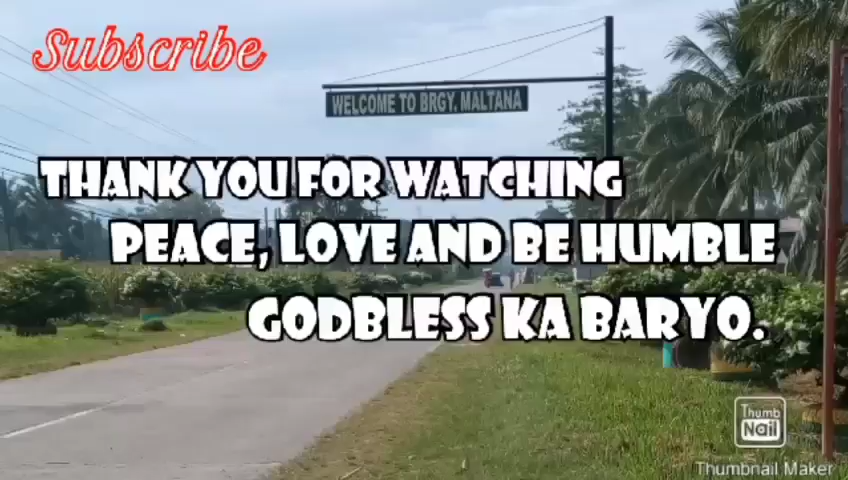 Subscribe
WELCOME TO BRGY. MALTANA
THANK YOU FOR WATCHING
PEACE, LOVE AND BE HUMBLE
GODBLESS KA BARYO.
Thumb
Nail
Thumbnail Maker